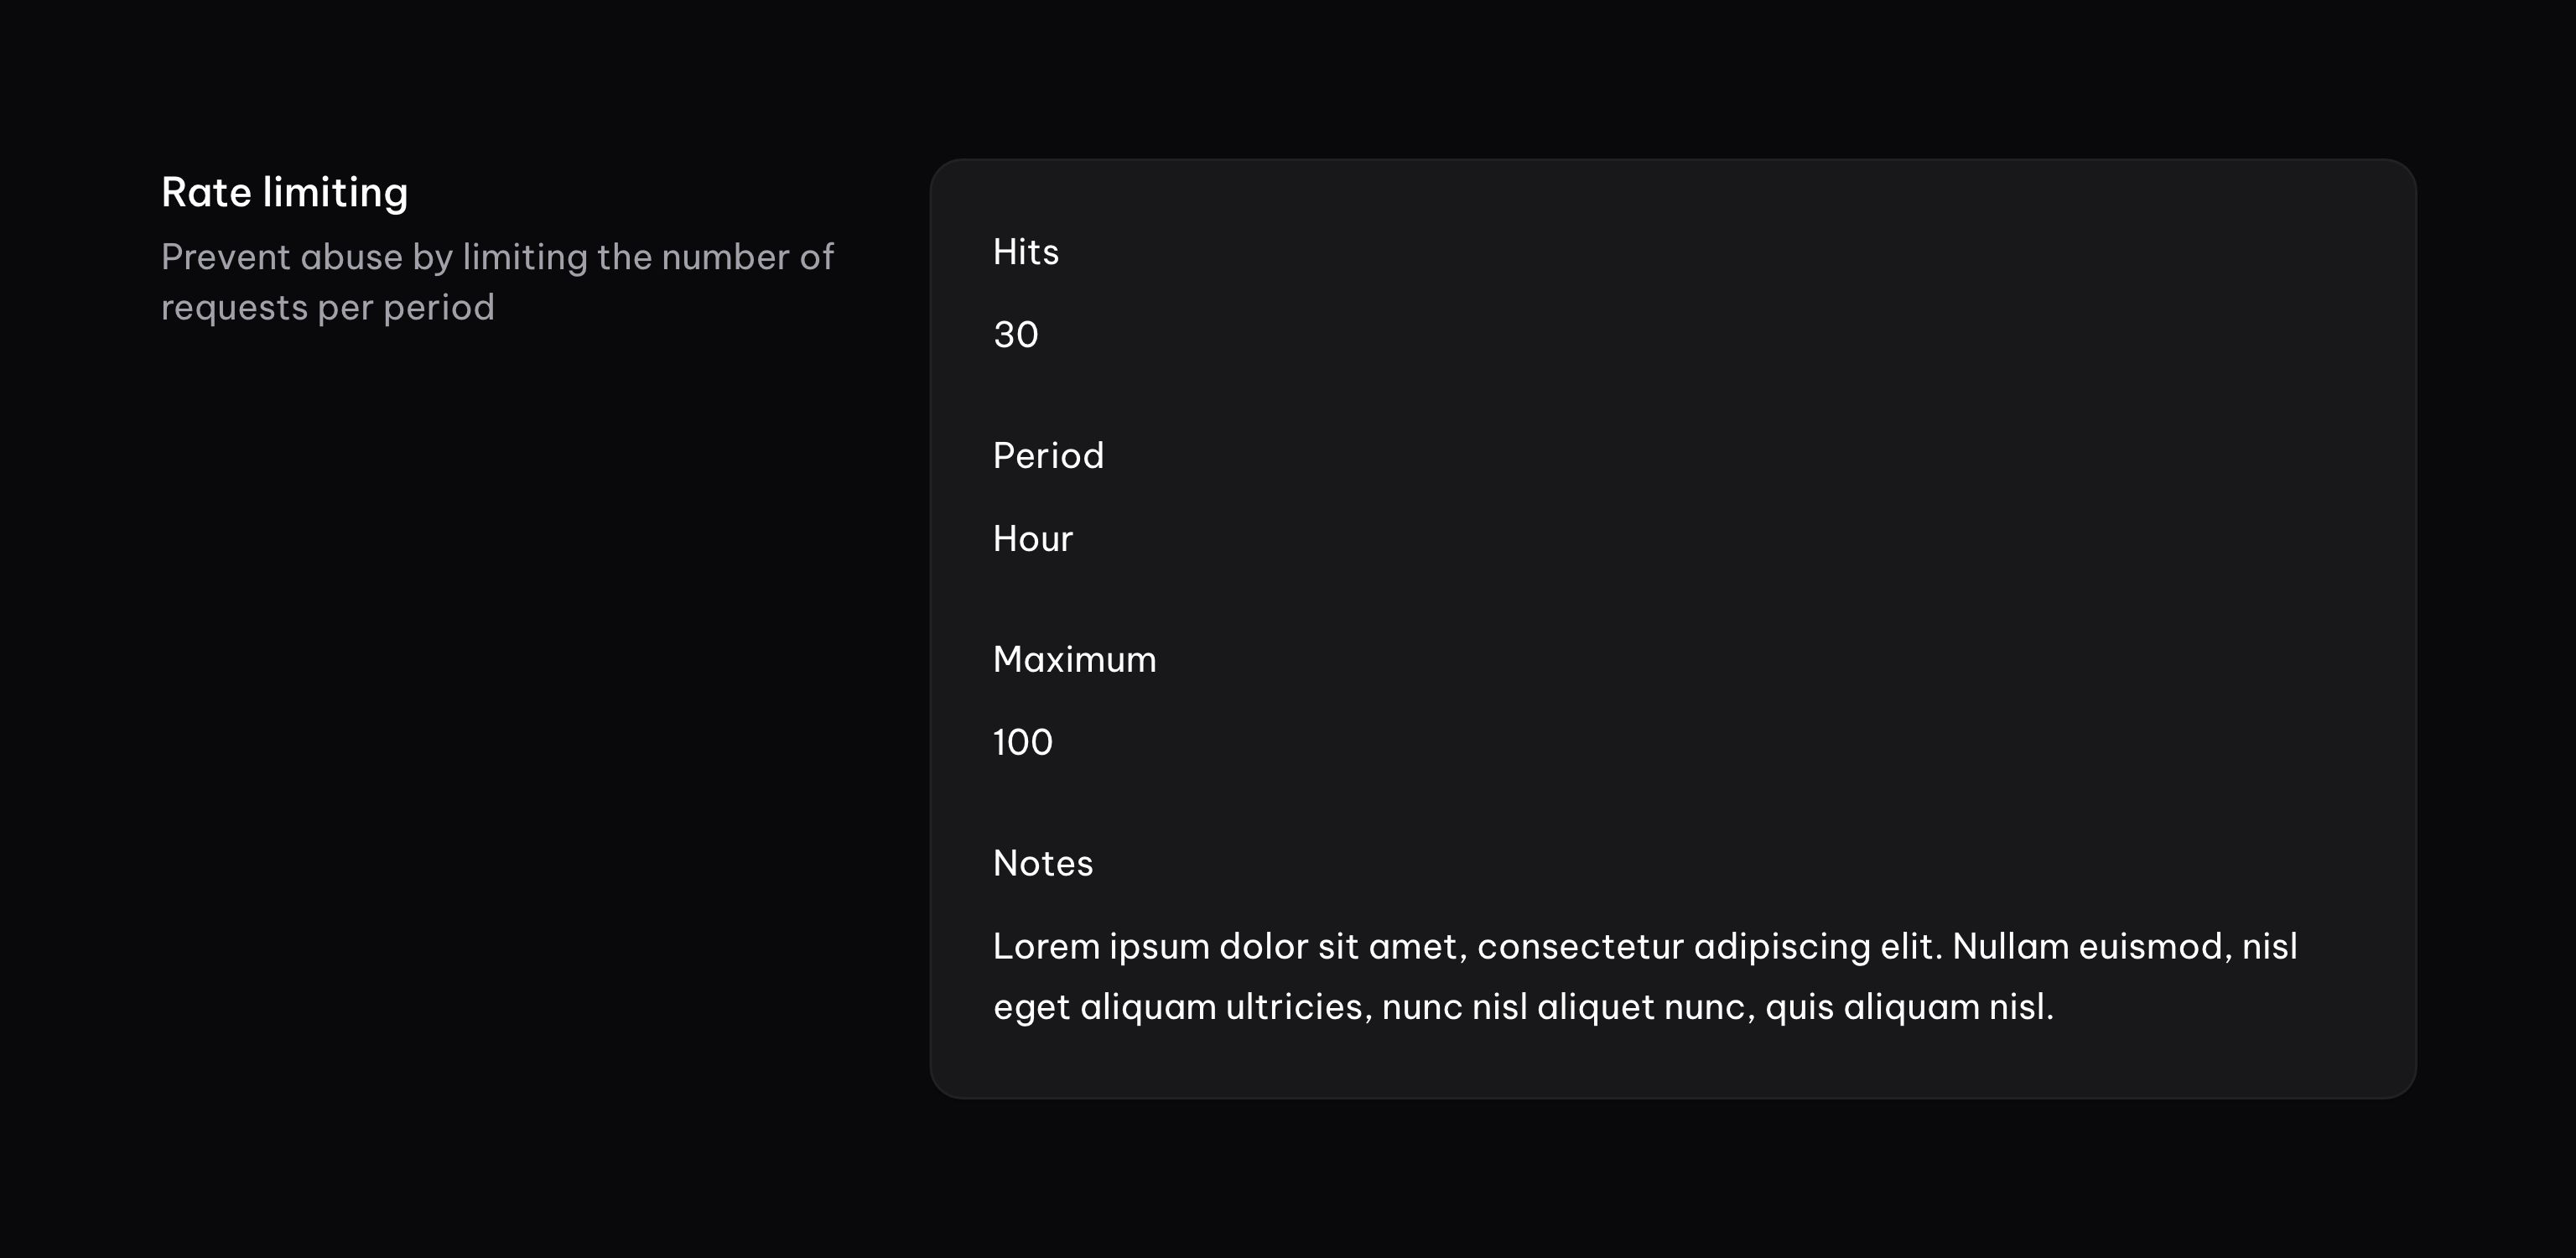 Rate limiting
Prevent abuse by limiting the number of
requests per period
Hits
30
Period
Hour
Maximum
100
Notes
Lorem ipsum dolor sit amet, consectetur adipiscing elit. Nullam euismod, nisl
eget aliquam ultricies, nunc nisl aliquet nunc, quis aliquam nisl.